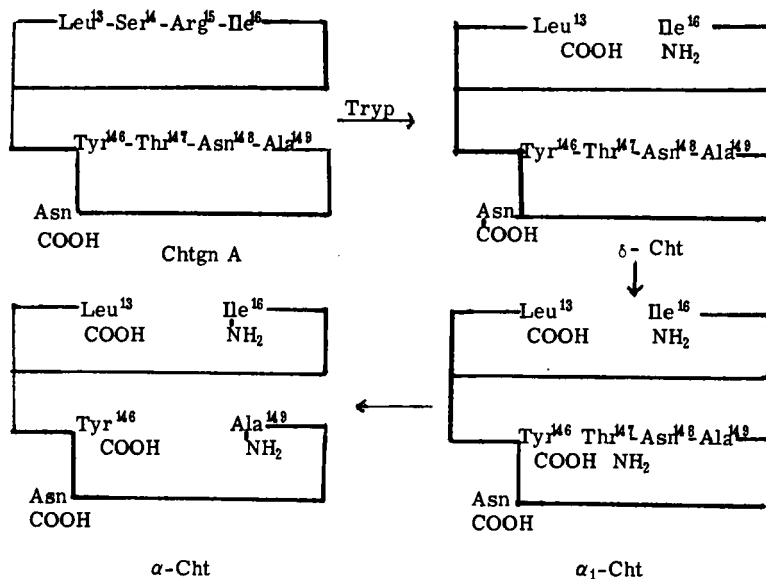 Leu¹³-Ser¹⁴-Arg¹⁵-Ile¹⁶
Tyr¹⁴⁶-Thr¹⁴⁷-Asn¹⁴⁸-Ala¹⁴⁹
Asn
COOH
Chtgn A
Tryp
Leu¹³ Ile¹⁶
COOH NH₂
Tyr¹⁴⁶-Thr¹⁴⁷-Asn¹⁴⁸-Ala¹⁴⁹
Asn
COOH
δ- Cht
Leu¹³ Ile¹⁶
COOH NH₂
Tyr¹⁴⁶ Ala¹⁴⁹
COOH NH₂
Asn
COOH
α-Cht
Leu¹³ Ile¹⁶
COOH NH₂
Tyr¹⁴⁶ Thr¹⁴⁷-Asn¹⁴⁸-Ala¹⁴⁹
COOH NH₂
Asn
COOH
α₁-Cht